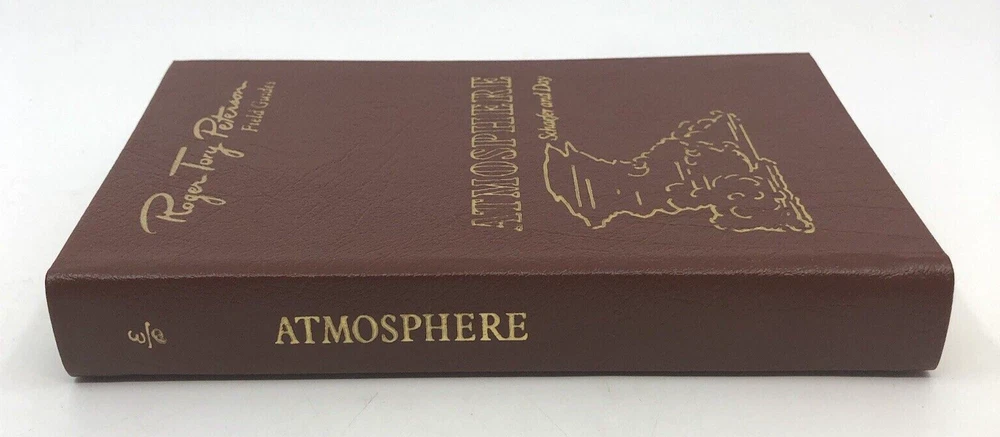 Roger Tory Peterson
Field Guides
ATMOSPHERE
Schaefer and Day
ATMOSPHERE